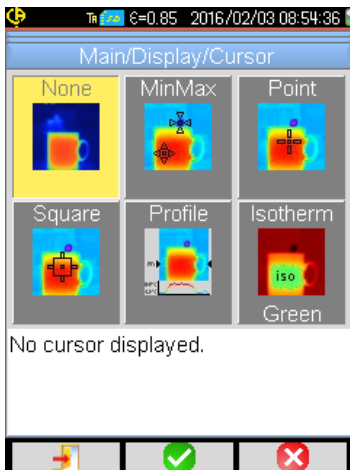 ε=0.85 2016/02/03 08:54:36
Main/Display/Cursor
None MinMax Point
Square Profile Isotherm
iso
Green
No cursor displayed.